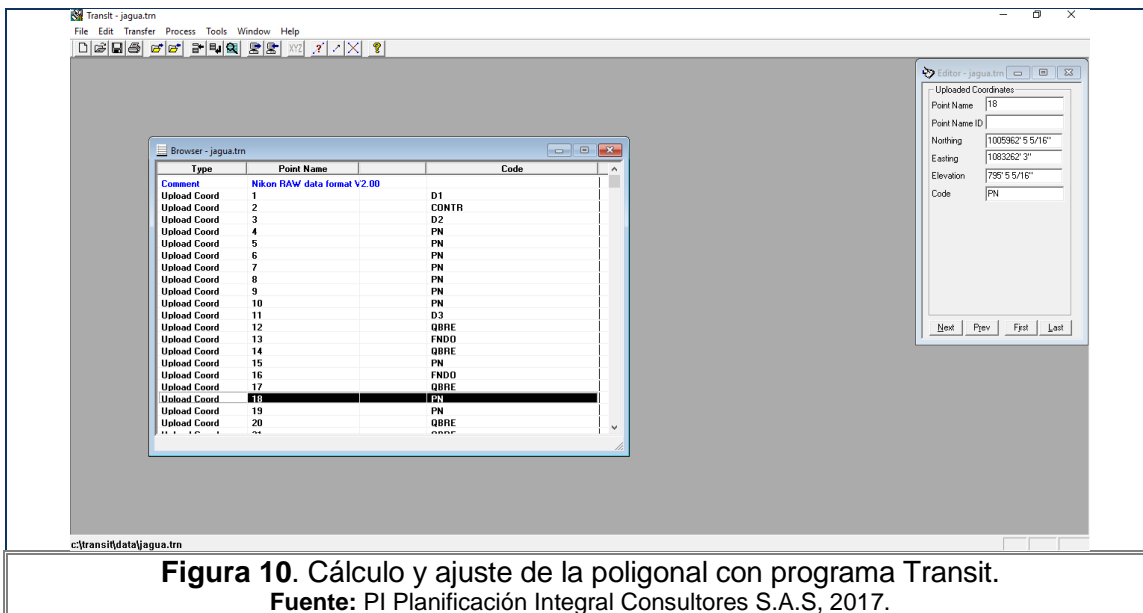 TransIt - jagua.trn
File Edit Transfer Process Tools Window Help
XYZ
Editor - jagua.trn
Uploaded Coordinates
Point Name 18
Point Name ID
Northing 1005962' 5 5/16"
Easting 1083262' 3"
Elevation 795' 5 5/16"
Code PN
Next Prev First Last
Browser - jagua.trn
Type Point Name Code
Comment Nikon RAW data format V2.00
Upload Coord 1 D1
Upload Coord 2 CONTR
Upload Coord 3 D2
Upload Coord 4 PN
Upload Coord 5 PN
Upload Coord 6 PN
Upload Coord 7 PN
Upload Coord 8 PN
Upload Coord 9 PN
Upload Coord 10 PN
Upload Coord 11 D3
Upload Coord 12 QBRE
Upload Coord 13 FNDO
Upload Coord 14 QBRE
Upload Coord 15 PN
Upload Coord 16 FNDO
Upload Coord 17 QBRE
Upload Coord 18 PN
Upload Coord 19 PN
Upload Coord 20 QBRE
c:\transit\data\jagua.trn
Figura 10. Cálculo y ajuste de la poligonal con programa Transit.
Fuente: PI Planificación Integral Consultores S.A.S, 2017.